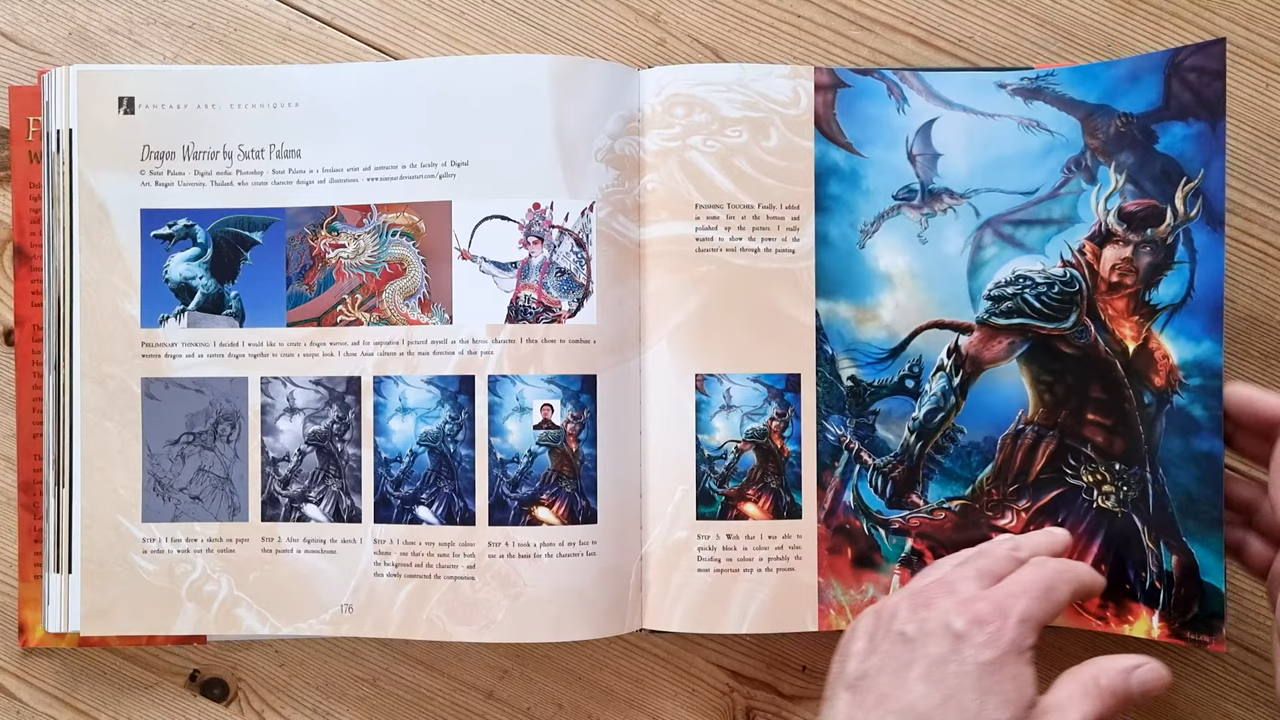 FANTASY ART: TECHNIQUES
Dragon Warrior by Sutat Palama
© Sutat Palama · Digital media: Photoshop · Sutat Palama is a freelance artist and instructor in the faculty of Digital
Art, Rangsit University, Thailand, who creates character designs and illustrations. ·
PRELIMINARY THINKING: I decided I would like to create a dragon warrior, and for inspiration I pictured myself as this heroic character. I then chose to combine a
western dragon and an eastern dragon together to create a unique look. I chose Asian cultures as the main direction of this piece.
STEP 1: I first drew a sketch on paper
in order to work out the outline.
STEP 2: After digitizing the sketch I
then painted in monochrome.
STEP 3: I chose a very simple colour
scheme – one that's the same for both
the background and the character – and
then slowly constructed the composition.
STEP 4: I took a photo of my face to
use as the basis for the character's face.
176
FINISHING TOUCHES: Finally, I added
in some fire at the bottom and
polished up the picture. I really
wanted to show the power of the
character's soul through the painting.
STEP 5: With that I was able to
quickly block in colour and value.
Deciding on colour is probably the
most important step in the process.